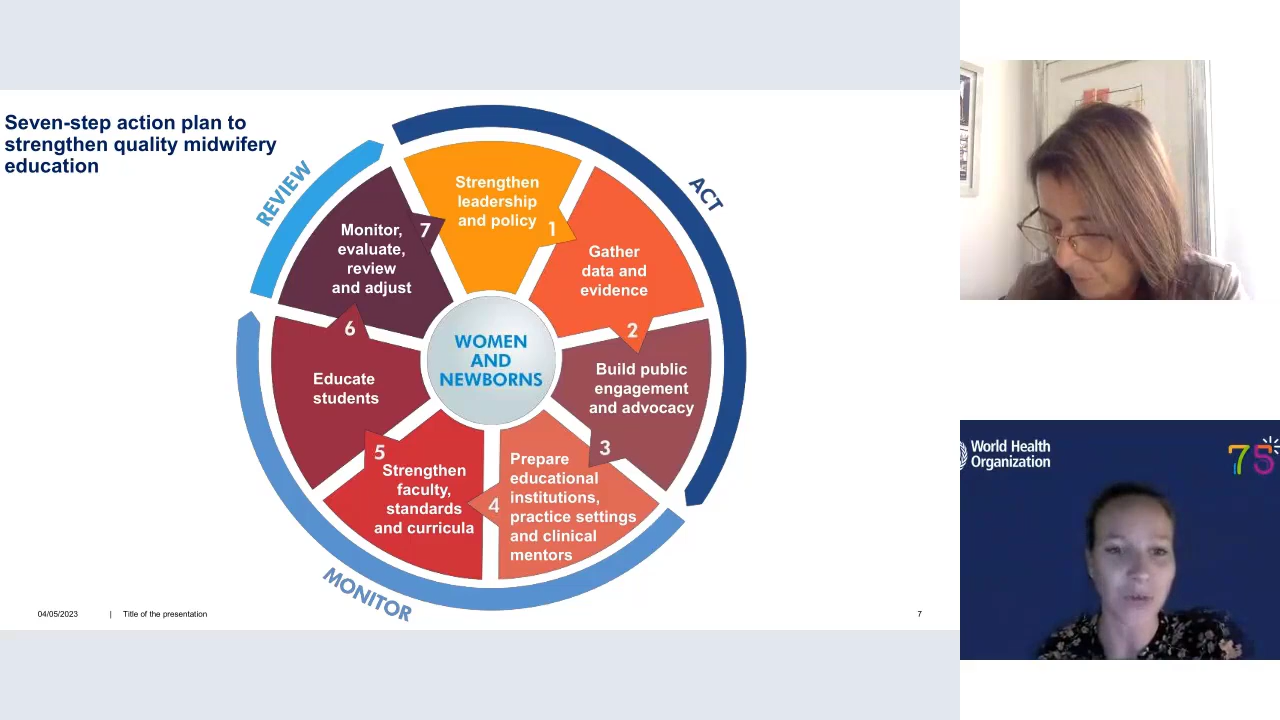 Seven-step action plan to
strengthen quality midwifery
education
REVIEW
ACT
MONITOR
Strengthen
leadership
and policy
1
Gather
data and
evidence
2
Build public
engagement
and advocacy
3
Prepare
educational
institutions,
practice settings
and clinical
mentors
4
Strengthen
faculty,
standards
and curricula
5
Educate
students
6
Monitor,
evaluate,
review
and adjust
7
WOMEN
AND
NEWBORNS
04/05/2023 | Title of the presentation 7
World Health
Organization
75